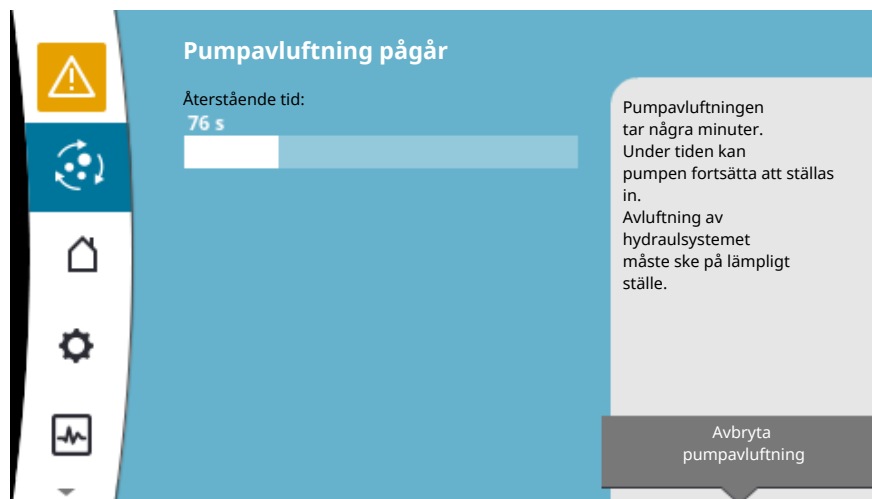 Pumpavluftning pågår
Återstående tid:
76 s
Pumpavluftningen
tar några minuter.
Under tiden kan
pumpen fortsätta att ställas
in.
Avluftning av
hydraulsystemet
måste ske på lämpligt
ställe.
Avbryta
pumpavluftning